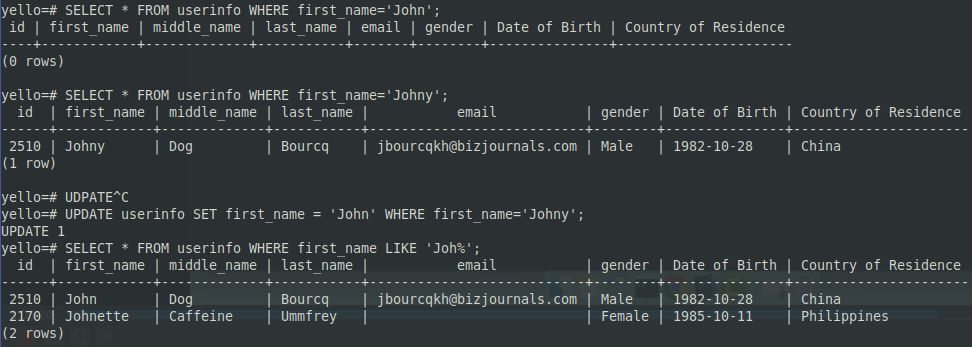 yello=# SELECT * FROM userinfo WHERE first_name='John';
 id | first_name | middle_name | last_name | email | gender | Date of Birth | Country of Residence
----+------------+-------------+-----------+-------+--------+---------------+----------------------
(0 rows)

yello=# SELECT * FROM userinfo WHERE first_name='Johny';
  id  | first_name | middle_name | last_name |          email           | gender | Date of Birth | Country of Residence
------+------------+-------------+-----------+--------------------------+--------+---------------+----------------------
 2510 | Johny      | Dog         | Bourcq    | jbourcqkh@bizjournals.com | Male   | 1982-10-28    | China
(1 row)

yello=# UDPATE^C
yello=# UPDATE userinfo SET first_name = 'John' WHERE first_name='Johny';
UPDATE 1
yello=# SELECT * FROM userinfo WHERE first_name LIKE 'Joh%';
  id  | first_name | middle_name | last_name |          email           | gender | Date of Birth | Country of Residence
------+------------+-------------+-----------+--------------------------+--------+---------------+----------------------
 2510 | John       | Dog         | Bourcq    | jbourcqkh@bizjournals.com | Male   | 1982-10-28    | China
 2170 | Johnette   | Caffeine    | Ummfrey   |                          | Female | 1985-10-11    | Philippines
(2 rows)